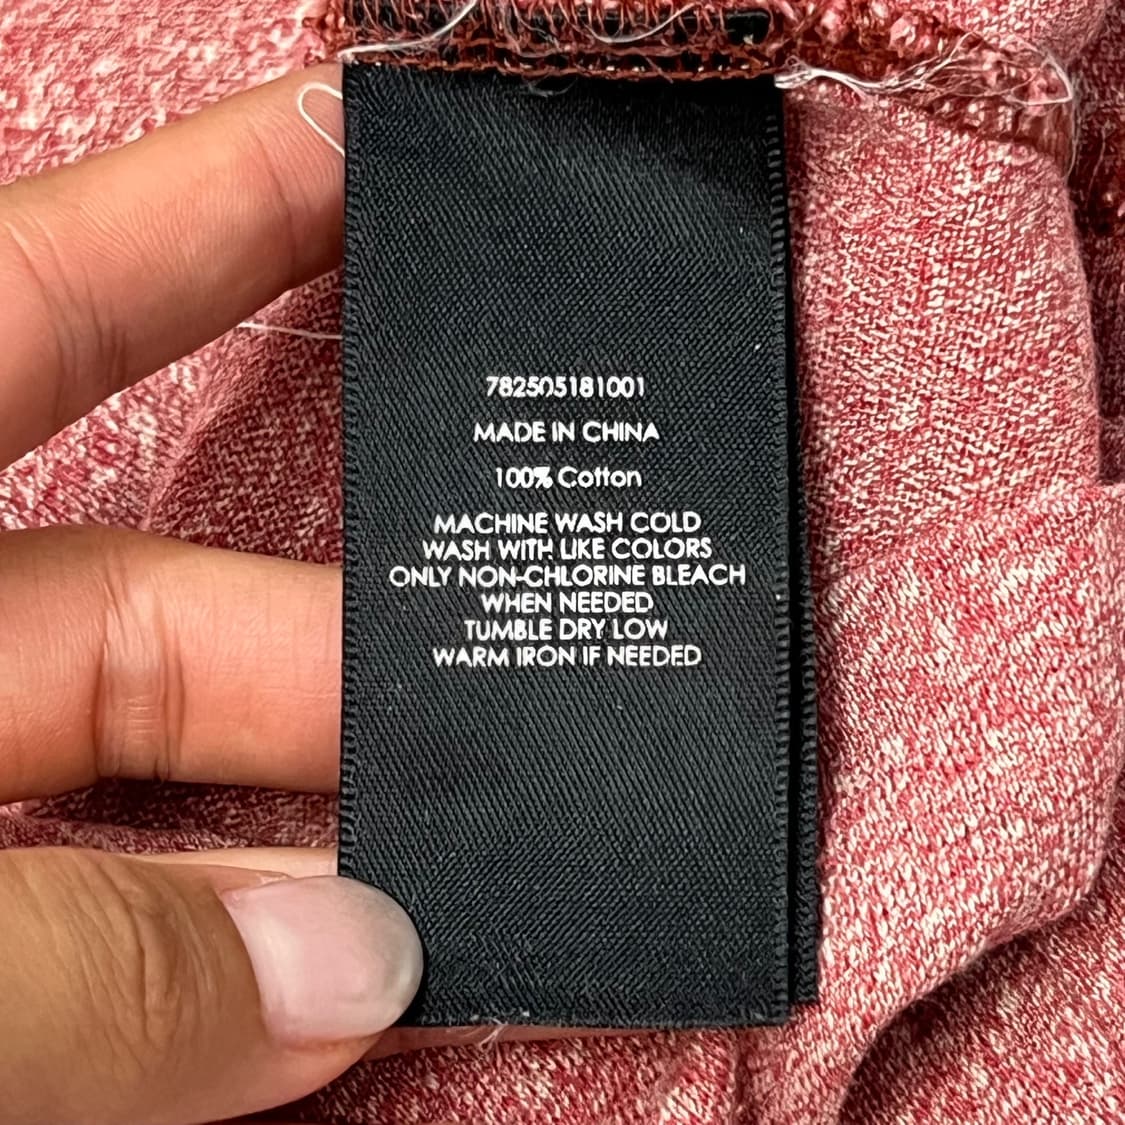 782505181001
MADE IN CHINA
100% Cotton
MACHINE WASH COLD
WASH WITH LIKE COLORS
ONLY NON-CHLORINE BLEACH
WHEN NEEDED
TUMBLE DRY LOW
WARM IRON IF NEEDED